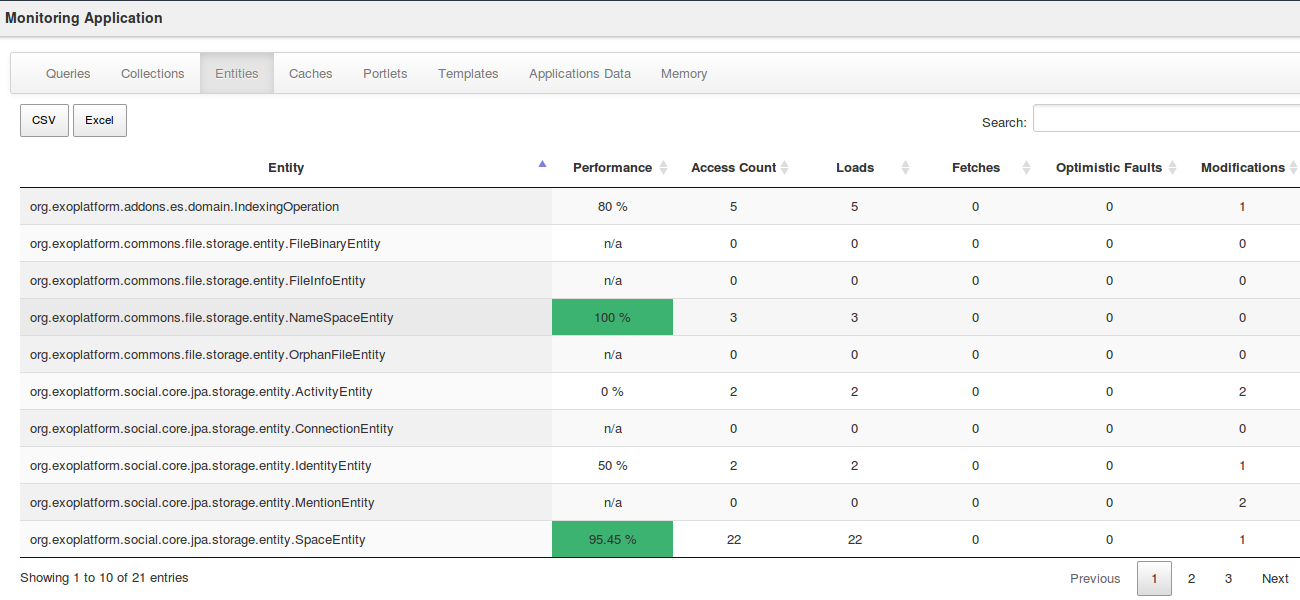 Monitoring Application
Queries Collections Entities Caches Portlets Templates Applications Data Memory
CSV Excel Search:
Entity Performance Access Count Loads Fetches Optimistic Faults Modifications
org.exoplatform.addons.es.domain.IndexingOperation 80 % 5 5 0 0 1
org.exoplatform.commons.file.storage.entity.FileBinaryEntity n/a 0 0 0 0 0
org.exoplatform.commons.file.storage.entity.FileInfoEntity n/a 0 0 0 0 0
org.exoplatform.commons.file.storage.entity.NameSpaceEntity 100 % 3 3 0 0 0
org.exoplatform.commons.file.storage.entity.OrphanFileEntity n/a 0 0 0 0 0
org.exoplatform.social.core.jpa.storage.entity.ActivityEntity 0 % 2 2 0 0 2
org.exoplatform.social.core.jpa.storage.entity.ConnectionEntity n/a 0 0 0 0 0
org.exoplatform.social.core.jpa.storage.entity.IdentityEntity 50 % 2 2 0 0 1
org.exoplatform.social.core.jpa.storage.entity.MentionEntity n/a 0 0 0 0 2
org.exoplatform.social.core.jpa.storage.entity.SpaceEntity 95.45 % 22 22 0 0 1
Showing 1 to 10 of 21 entries Previous 1 2 3 Next